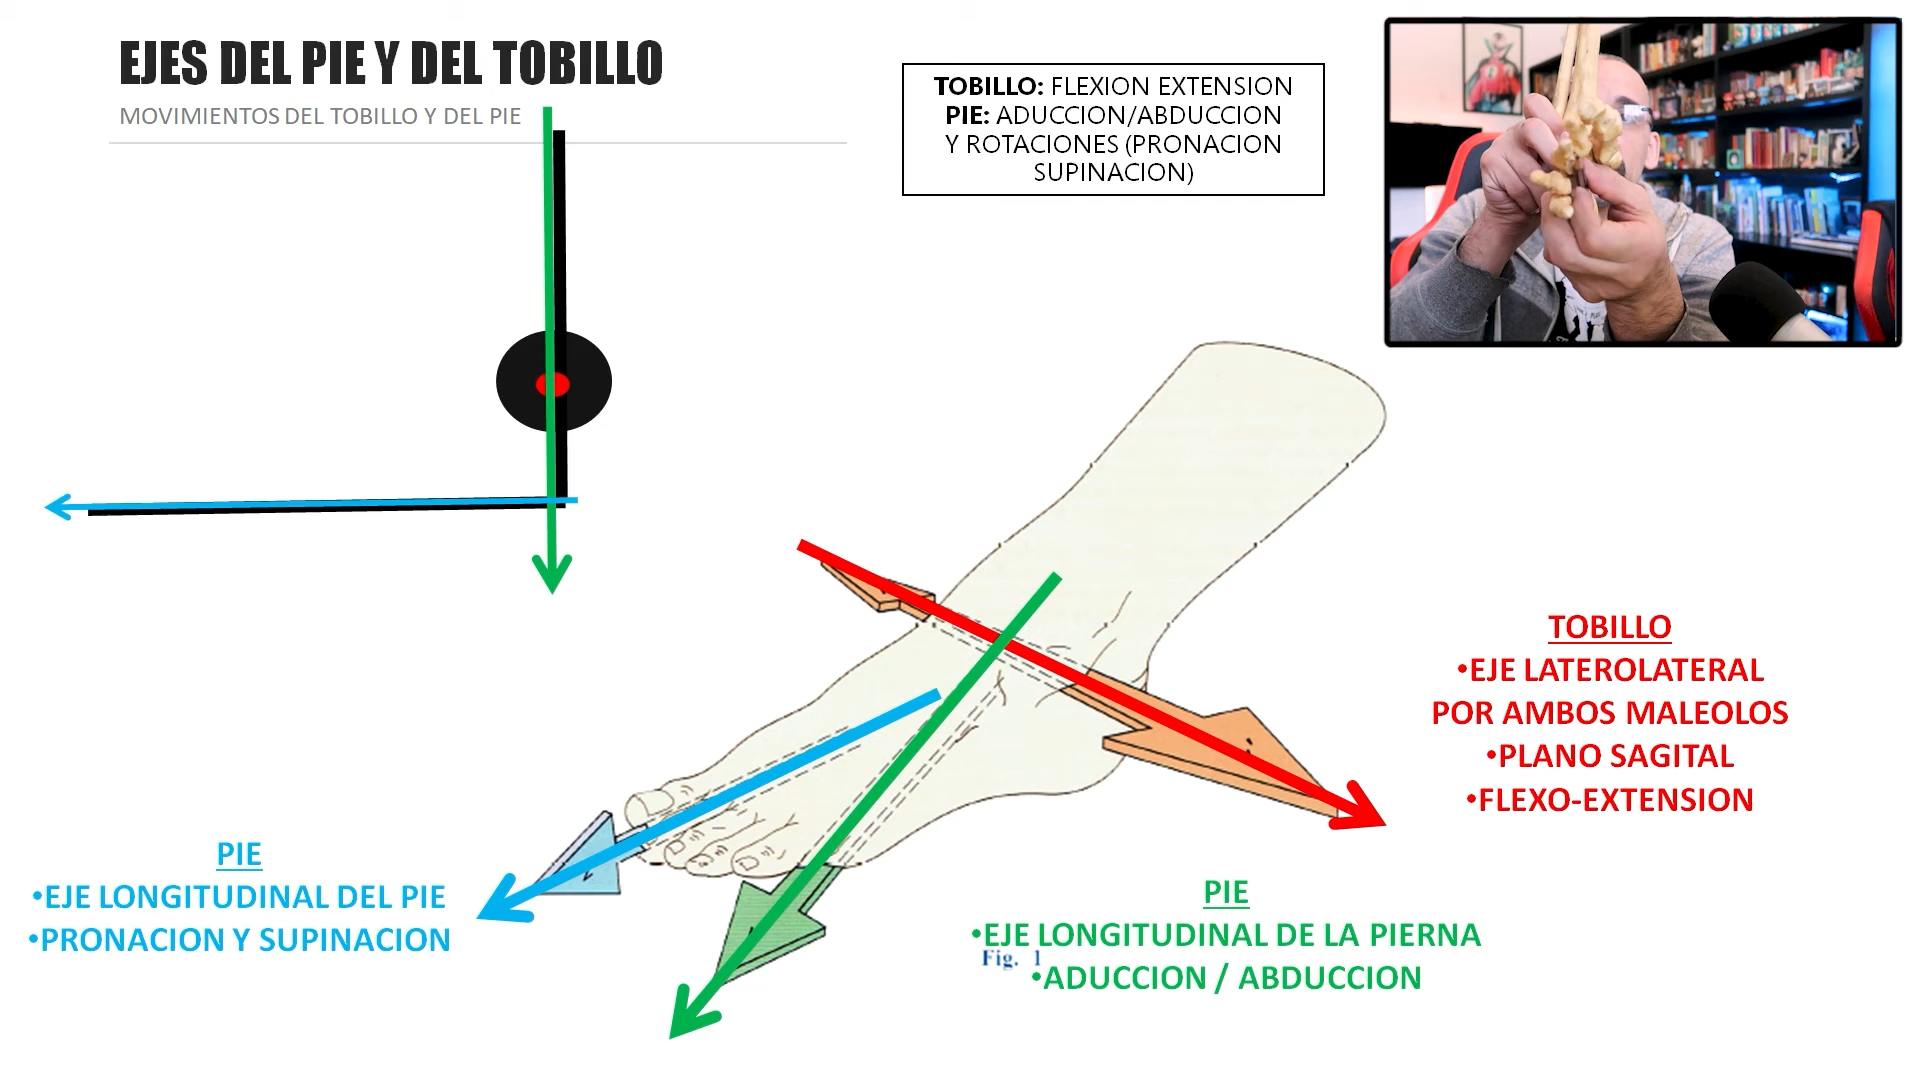 EJES DEL PIE Y DEL TOBILLO
MOVIMIENTOS DEL TOBILLO Y DEL PIE
TOBILLO: FLEXION EXTENSION
PIE: ADUCCION/ABDUCCION
Y ROTACIONES (PRONACION
SUPINACION)
TOBILLO
•EJE LATEROLATERAL
POR AMBOS MALEOLOS
•PLANO SAGITAL
•FLEXO-EXTENSION
PIE
•EJE LONGITUDINAL DEL PIE
•PRONACION Y SUPINACION
PIE
•EJE LONGITUDINAL DE LA PIERNA
Fig. 1
•ADUCCION / ABDUCCION